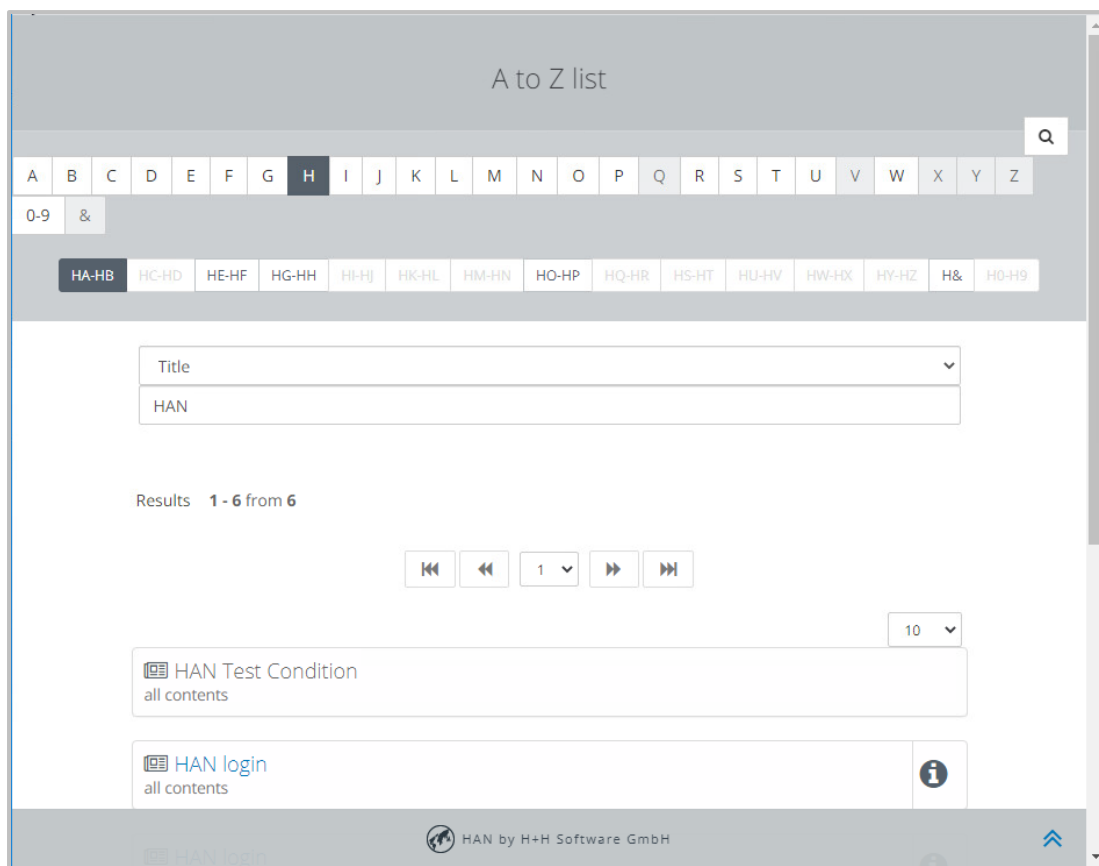 A to Z list
A B C D E F G H I J K L M N O P Q R S T U V W X Y Z
0-9 &
HA-HB HC-HD HE-HF HG-HH HI-HJ HK-HL HM-HN HO-HP HQ-HR HS-HT HU-HV HW-HX HY-HZ H& H0-H9
Title
HAN
Results 1 - 6 from 6
1
10
HAN Test Condition
all contents
HAN login
all contents
HAN by H+H Software GmbH
HAN login